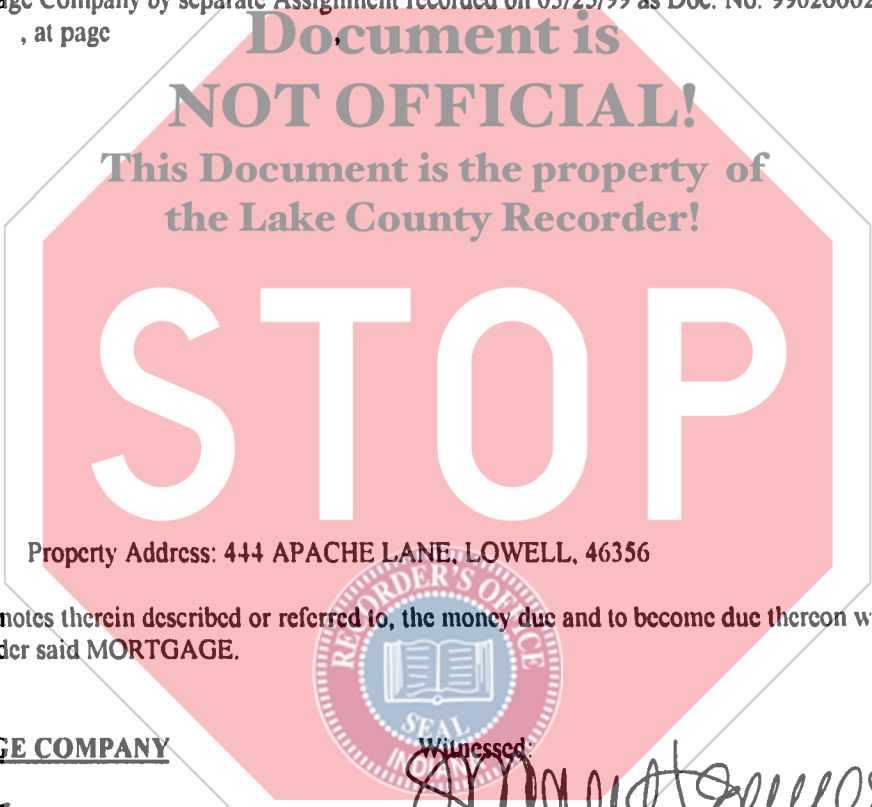 age Company by separate Assignment recorded on 05/25/99 as Doc. No. 9902600
, at page ,
Document is
NOT OFFICIAL!
This Document is the property of
the Lake County Recorder!
STOP
Property Address: 444 APACHE LANE, LOWELL, 46356
RECORDER'S OFFICE
notes therein described or referred to, the money due and to become due thereon w
der said MORTGAGE.
SEAL
INDIANA
GE COMPANY Witnessed: